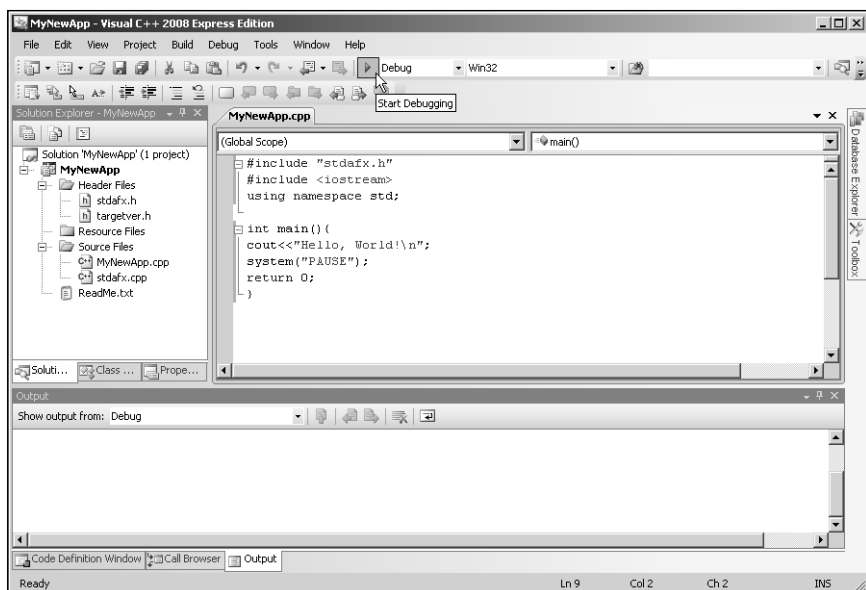 MyNewApp - Visual C++ 2008 Express Edition
File Edit View Project Build Debug Tools Window Help
Debug Win32
Start Debugging
Solution Explorer - MyNewApp
MyNewApp.cpp
(Global Scope) main()
Solution 'MyNewApp' (1 project)
MyNewApp
Header Files
stdafx.h
targetver.h
Resource Files
Source Files
MyNewApp.cpp
stdafx.cpp
ReadMe.txt
#include "stdafx.h"
#include <iostream>
using namespace std;
int main(){
cout<<"Hello, World!\n";
system("PAUSE");
return 0;
}
Database Explorer
Toolbox
Soluti... Class ... Prope...
Output
Show output from: Debug
Code Definition Window Call Browser Output
Ready Ln 9 Col 2 Ch 2 INS